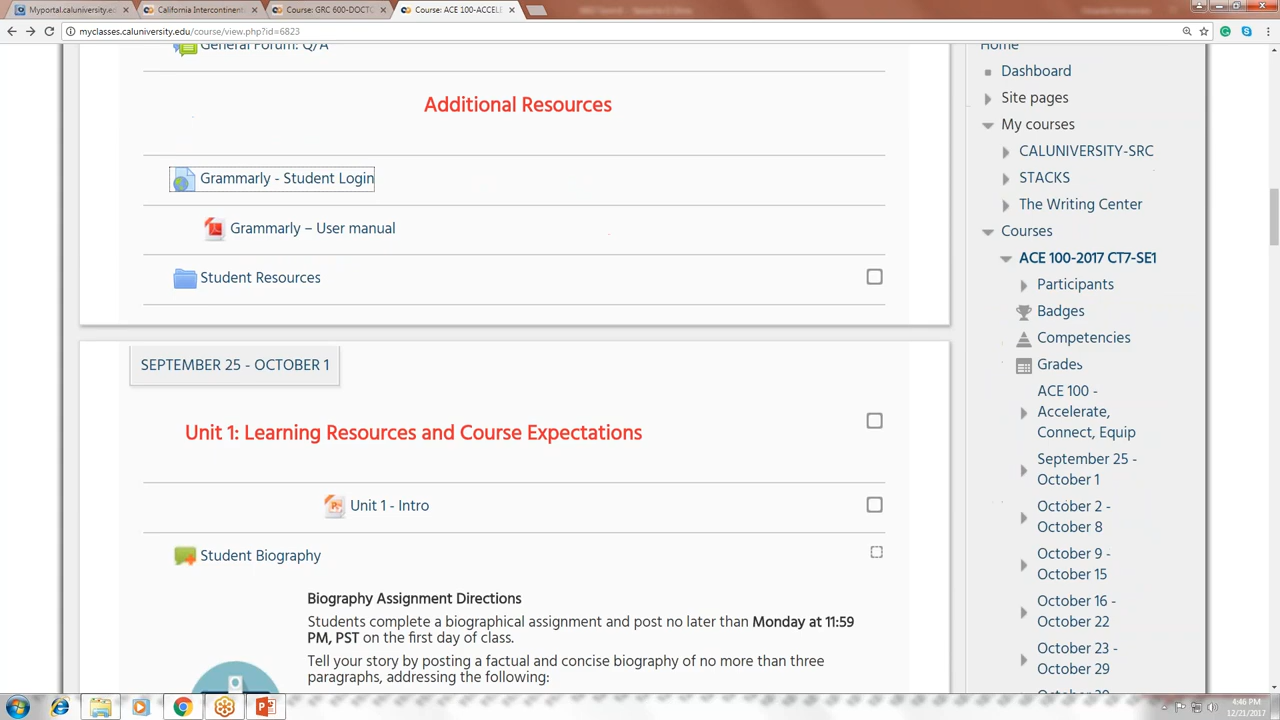 Myportal.caluniversity.ed
California Intercontinent
Course: GRC 600-DOCTO
Course: ACE 100-ACCELE
myclasses.caluniversity.edu/course/view.php?id=6823
General Forum: Q/A
Additional Resources
Grammarly - Student Login
Grammarly – User manual
Student Resources
SEPTEMBER 25 - OCTOBER 1
Unit 1: Learning Resources and Course Expectations
Unit 1 - Intro
Student Biography
Biography Assignment Directions
Students complete a biographical assignment and post no later than Monday at 11:59
PM, PST on the first day of class.
Tell your story by posting a factual and concise biography of no more than three
paragraphs, addressing the following:
Home
Dashboard
Site pages
My courses
CALUNIVERSITY-SRC
STACKS
The Writing Center
Courses
ACE 100-2017 CT7-SE1
Participants
Badges
Competencies
Grades
ACE 100 -
Accelerate,
Connect, Equip
September 25 -
October 1
October 2 -
October 8
October 9 -
October 15
October 16 -
October 22
October 23 -
October 29
October 30 -
4:46 PM
12/21/2017